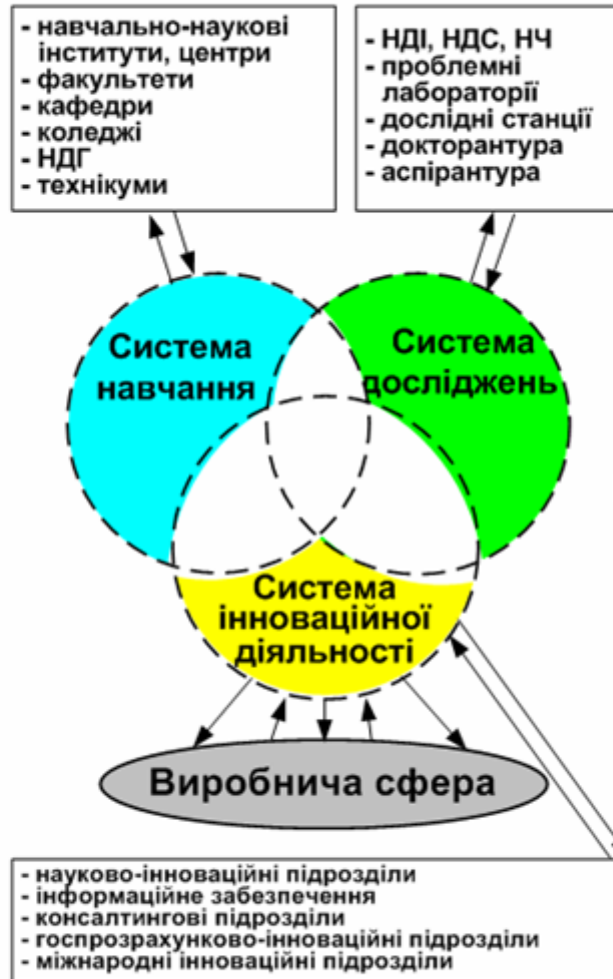 - навчально-наукові
інститути, центри
- факультети
- кафедри
- коледжі
- НДГ
- технікуми
- НДІ, НДС, НЧ
- проблемні
лабораторії
- дослідні станції
- докторантура
- аспірантура
Система
навчання
Система
досліджень
Система
інноваційної
діяльності
Виробнича сфера
- науково-інноваційні підрозділи
- інформаційне забезпечення
- консалтингові підрозділи
- госпрозрахунково-інноваційні підрозділи
- міжнародні інноваційні підрозділи